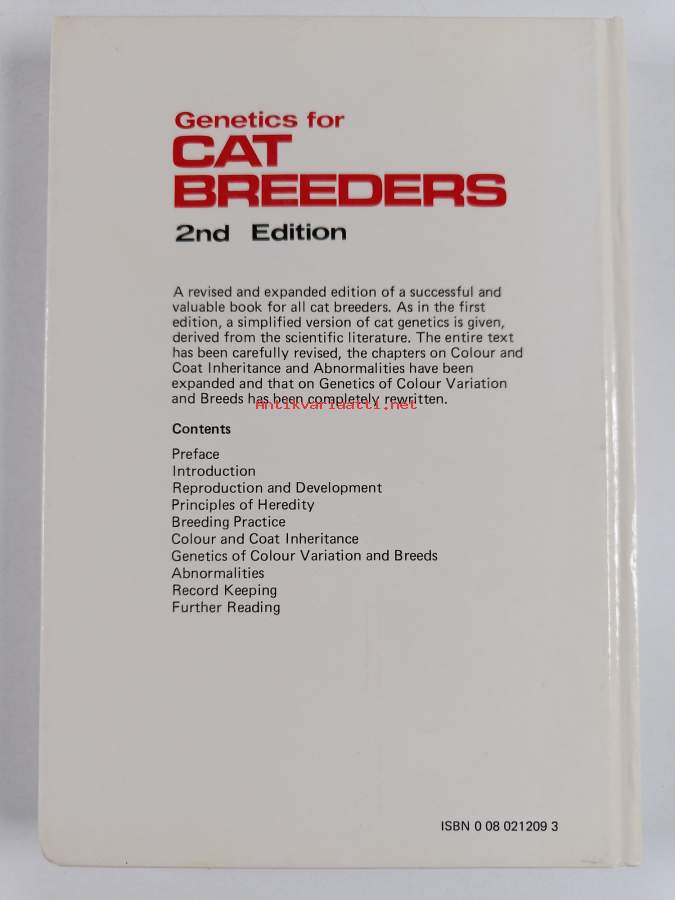 Genetics for
CAT
BREEDERS
2nd Edition
A revised and expanded edition of a successful and
valuable book for all cat breeders. As in the first
edition, a simplified version of cat genetics is given,
derived from the scientific literature. The entire text
has been carefully revised, the chapters on Colour and
Coat Inheritance and Abnormalities have been
expanded and that on Genetics of Colour Variation
and Breeds has been completely rewritten.
Antikvariaatti.net
Contents
Preface
Introduction
Reproduction and Development
Principles of Heredity
Breeding Practice
Colour and Coat Inheritance
Genetics of Colour Variation and Breeds
Abnormalities
Record Keeping
Further Reading
ISBN 0 08 021209 3